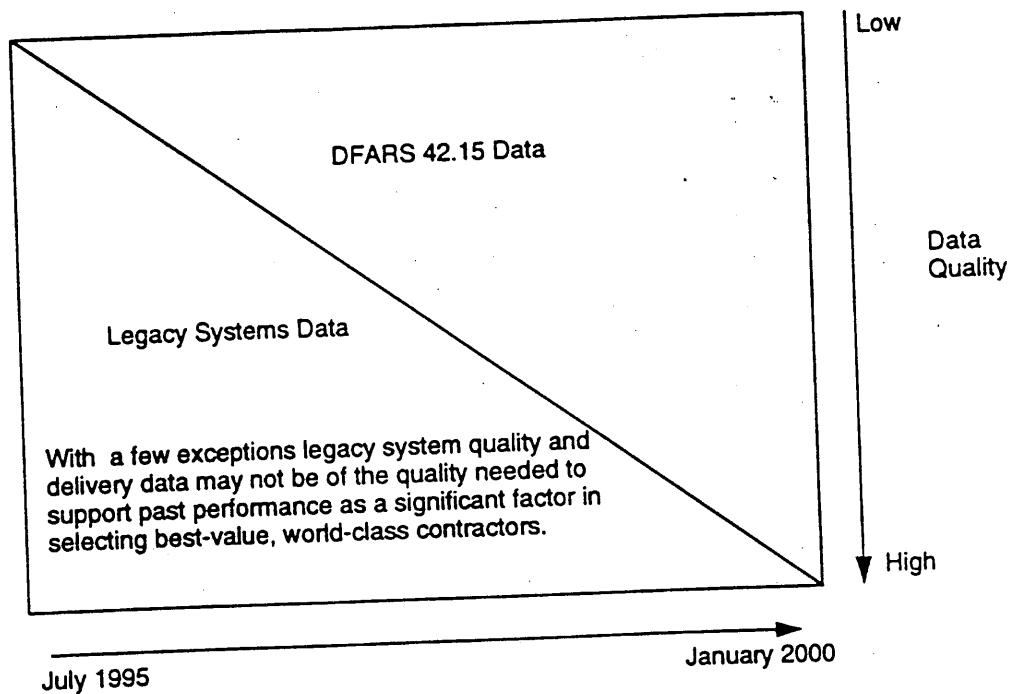 Low
DFARS 42.15 Data
Data
Quality
Legacy Systems Data
With a few exceptions legacy system quality and
delivery data may not be of the quality needed to
support past performance as a significant factor in
selecting best-value, world-class contractors.
High
July 1995
January 2000